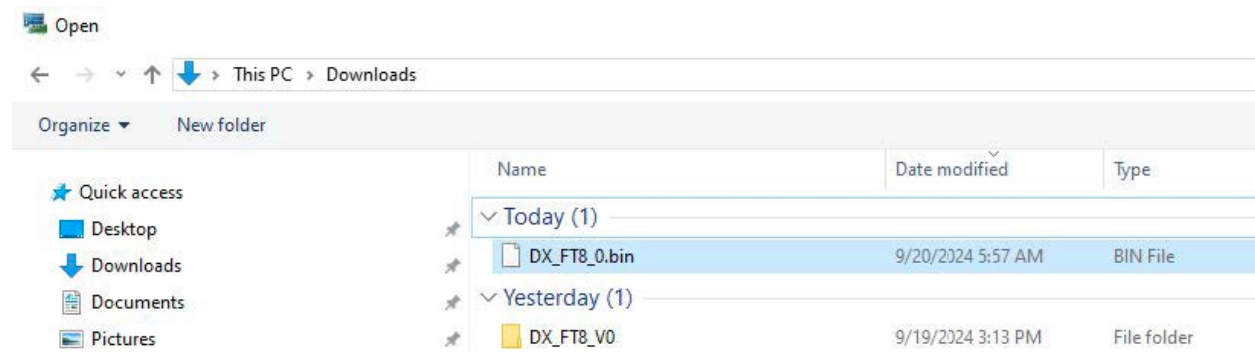 Open
This PC > Downloads
Organize New folder
Name Date modified Type
Quick access
Today (1)
Desktop
DX_FT8_0.bin 9/20/2024 5:57 AM BIN File
Downloads
Documents
Yesterday (1)
Pictures
DX_FT8_V0 9/19/2024 3:13 PM File folder